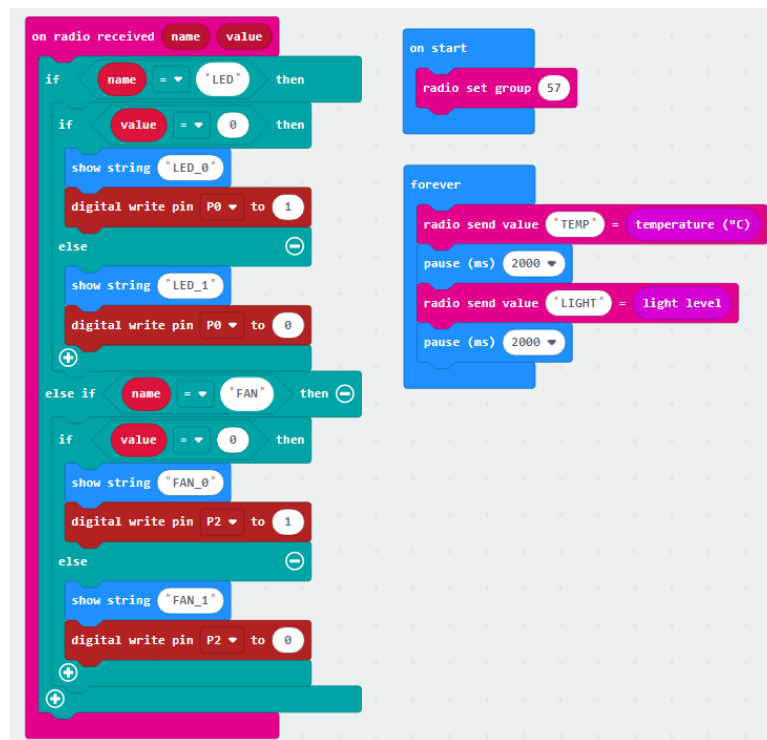 on radio received name value
if name = "LED" then
if value = 0 then
show string "LED_0"
digital write pin P0 to 1
else
show string "LED_1"
digital write pin P0 to 0
else if name = "FAN" then
if value = 0 then
show string "FAN_0"
digital write pin P2 to 1
else
show string "FAN_1"
digital write pin P2 to 0
on start
radio set group 57
forever
radio send value "TEMP" = temperature (°C)
pause (ms) 2000
radio send value "LIGHT" = light level
pause (ms) 2000